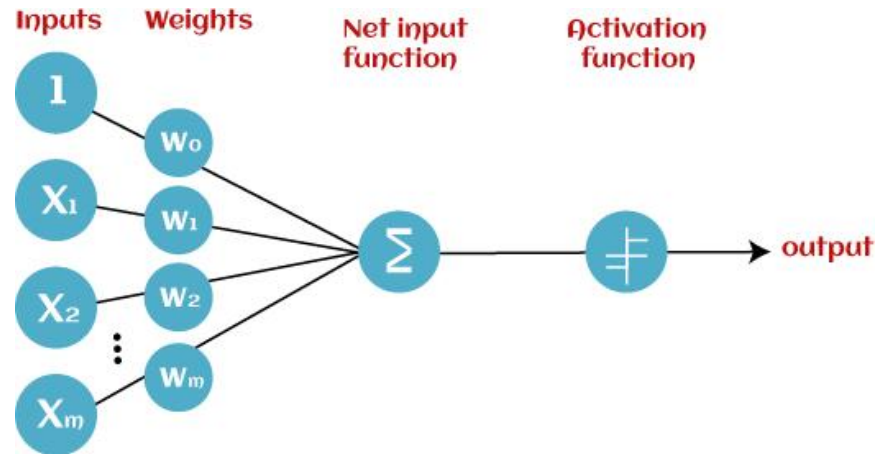 Inputs Weights
Net input
function
Activation
function
1
W0
X1
W1
Σ
output
X2
W2
Xm
Wm